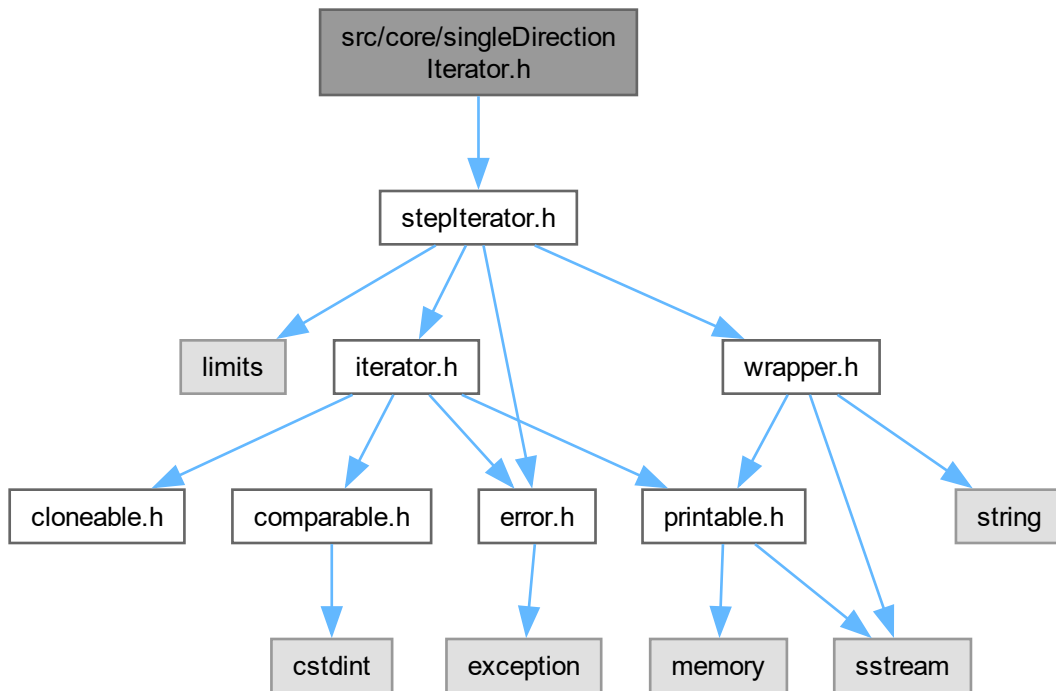 src/core/singleDirection
Iterator.h
stepIterator.h
limits
iterator.h
wrapper.h
cloneable.h
comparable.h
error.h
printable.h
string
cstdint
exception
memory
sstream